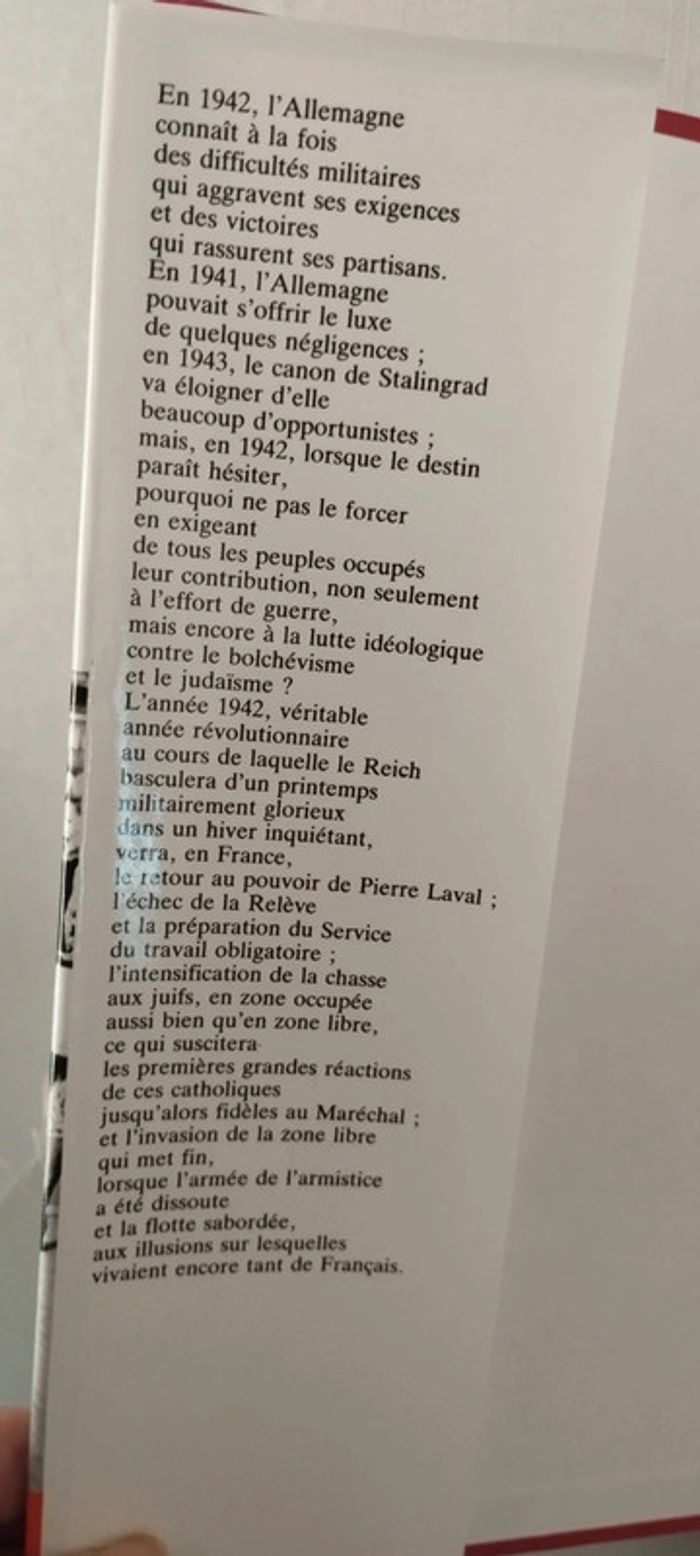 En 1942, l'Allemagne
connaît à la fois
des difficultés militaires
qui aggravent ses exigences
et des victoires
qui rassurent ses partisans.
En 1941, l'Allemagne
pouvait s'offrir le luxe
de quelques négligences ;
en 1943, le canon de Stalingrad
va éloigner d'elle
beaucoup d'opportunistes ;
mais, en 1942, lorsque le destin
paraît hésiter,
pourquoi ne pas le forcer
en exigeant
de tous les peuples occupés
leur contribution, non seulement
à l'effort de guerre,
mais encore à la lutte idéologique
contre le bolchévisme
et le judaïsme ?
L'année 1942, véritable
année révolutionnaire
au cours de laquelle le Reich
basculera d'un printemps
militairement glorieux
dans un hiver inquiétant,
verra, en France,
le retour au pouvoir de Pierre Laval ;
l'échec de la Relève
et la préparation du Service
du travail obligatoire ;
l'intensification de la chasse
aux juifs, en zone occupée
aussi bien qu'en zone libre,
ce qui suscitera
les premières grandes réactions
de ces catholiques
jusqu'alors fidèles au Maréchal ;
et l'invasion de la zone libre
qui met fin,
lorsque l'armée de l'armistice
a été dissoute
et la flotte sabordée,
aux illusions sur lesquelles
vivaient encore tant de Français.